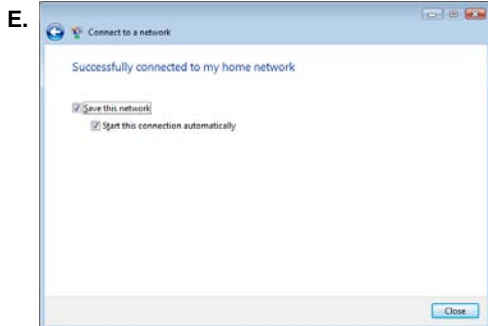 E.
Connect to a network
Successfully connected to my home network
Save this network
Start this connection automatically
Close